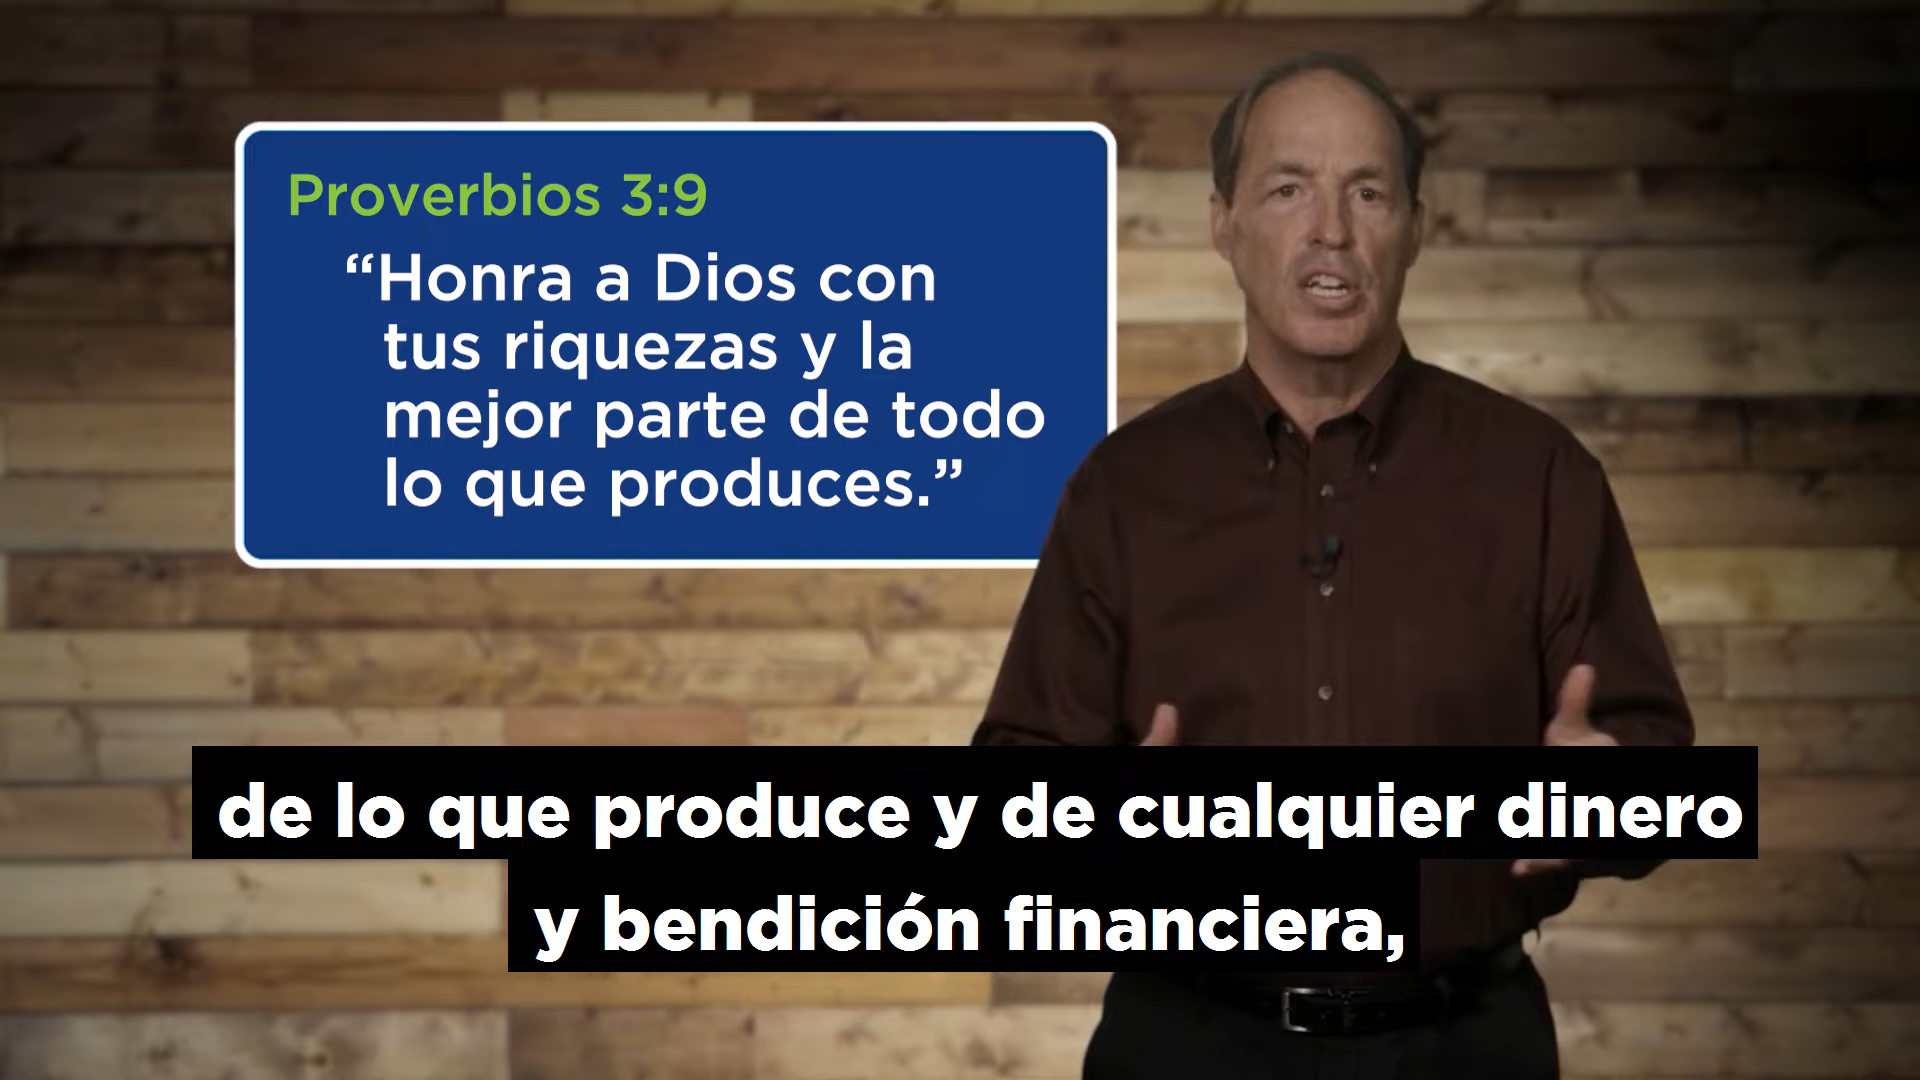 Proverbios 3:9
“Honra a Dios con
tus riquezas y la
mejor parte de todo
lo que produces.”
de lo que produce y de cualquier dinero
y bendición financiera,